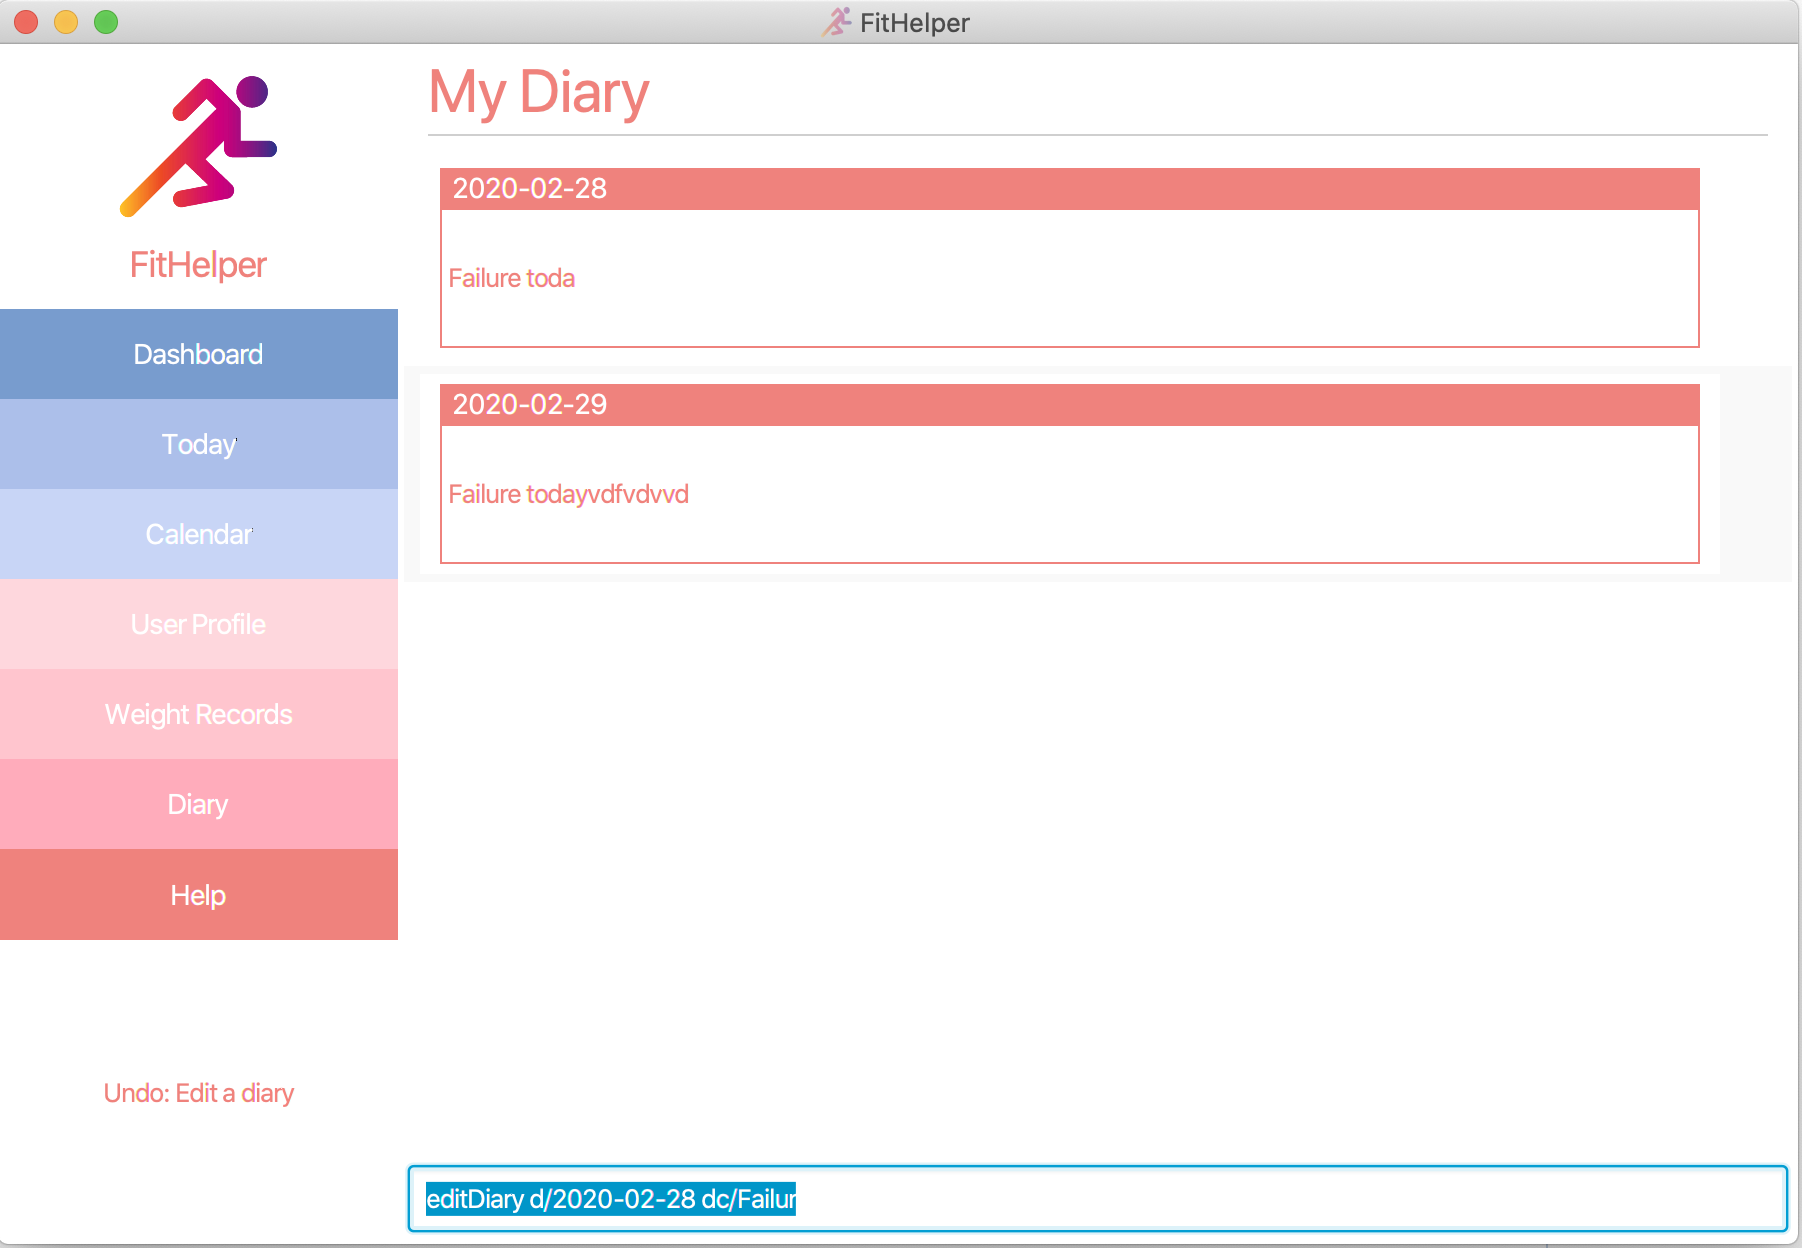 FitHelper
My Diary
FitHelper
Dashboard
Today
Calendar
User Profile
Weight Records
Diary
Help
Undo: Edit a diary
2020-02-28
Failure toda
2020-02-29
Failure todayvdfvdvvd
editDiary d/2020-02-28 dc/Failur